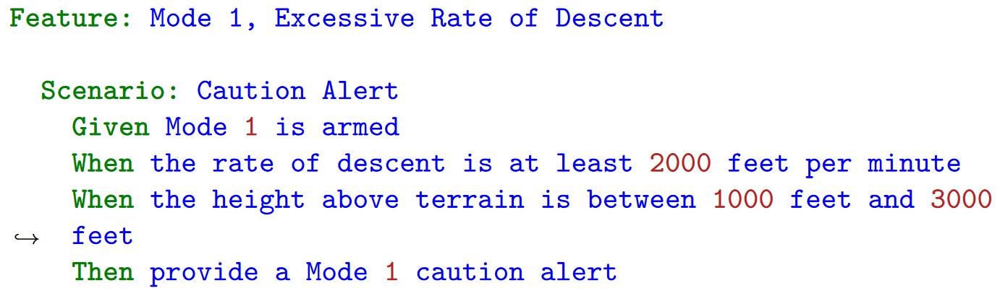 Feature: Mode 1, Excessive Rate of Descent
Scenario: Caution Alert
Given Mode 1 is armed
When the rate of descent is at least 2000 feet per minute
When the height above terrain is between 1000 feet and 3000
↪ feet
Then provide a Mode 1 caution alert